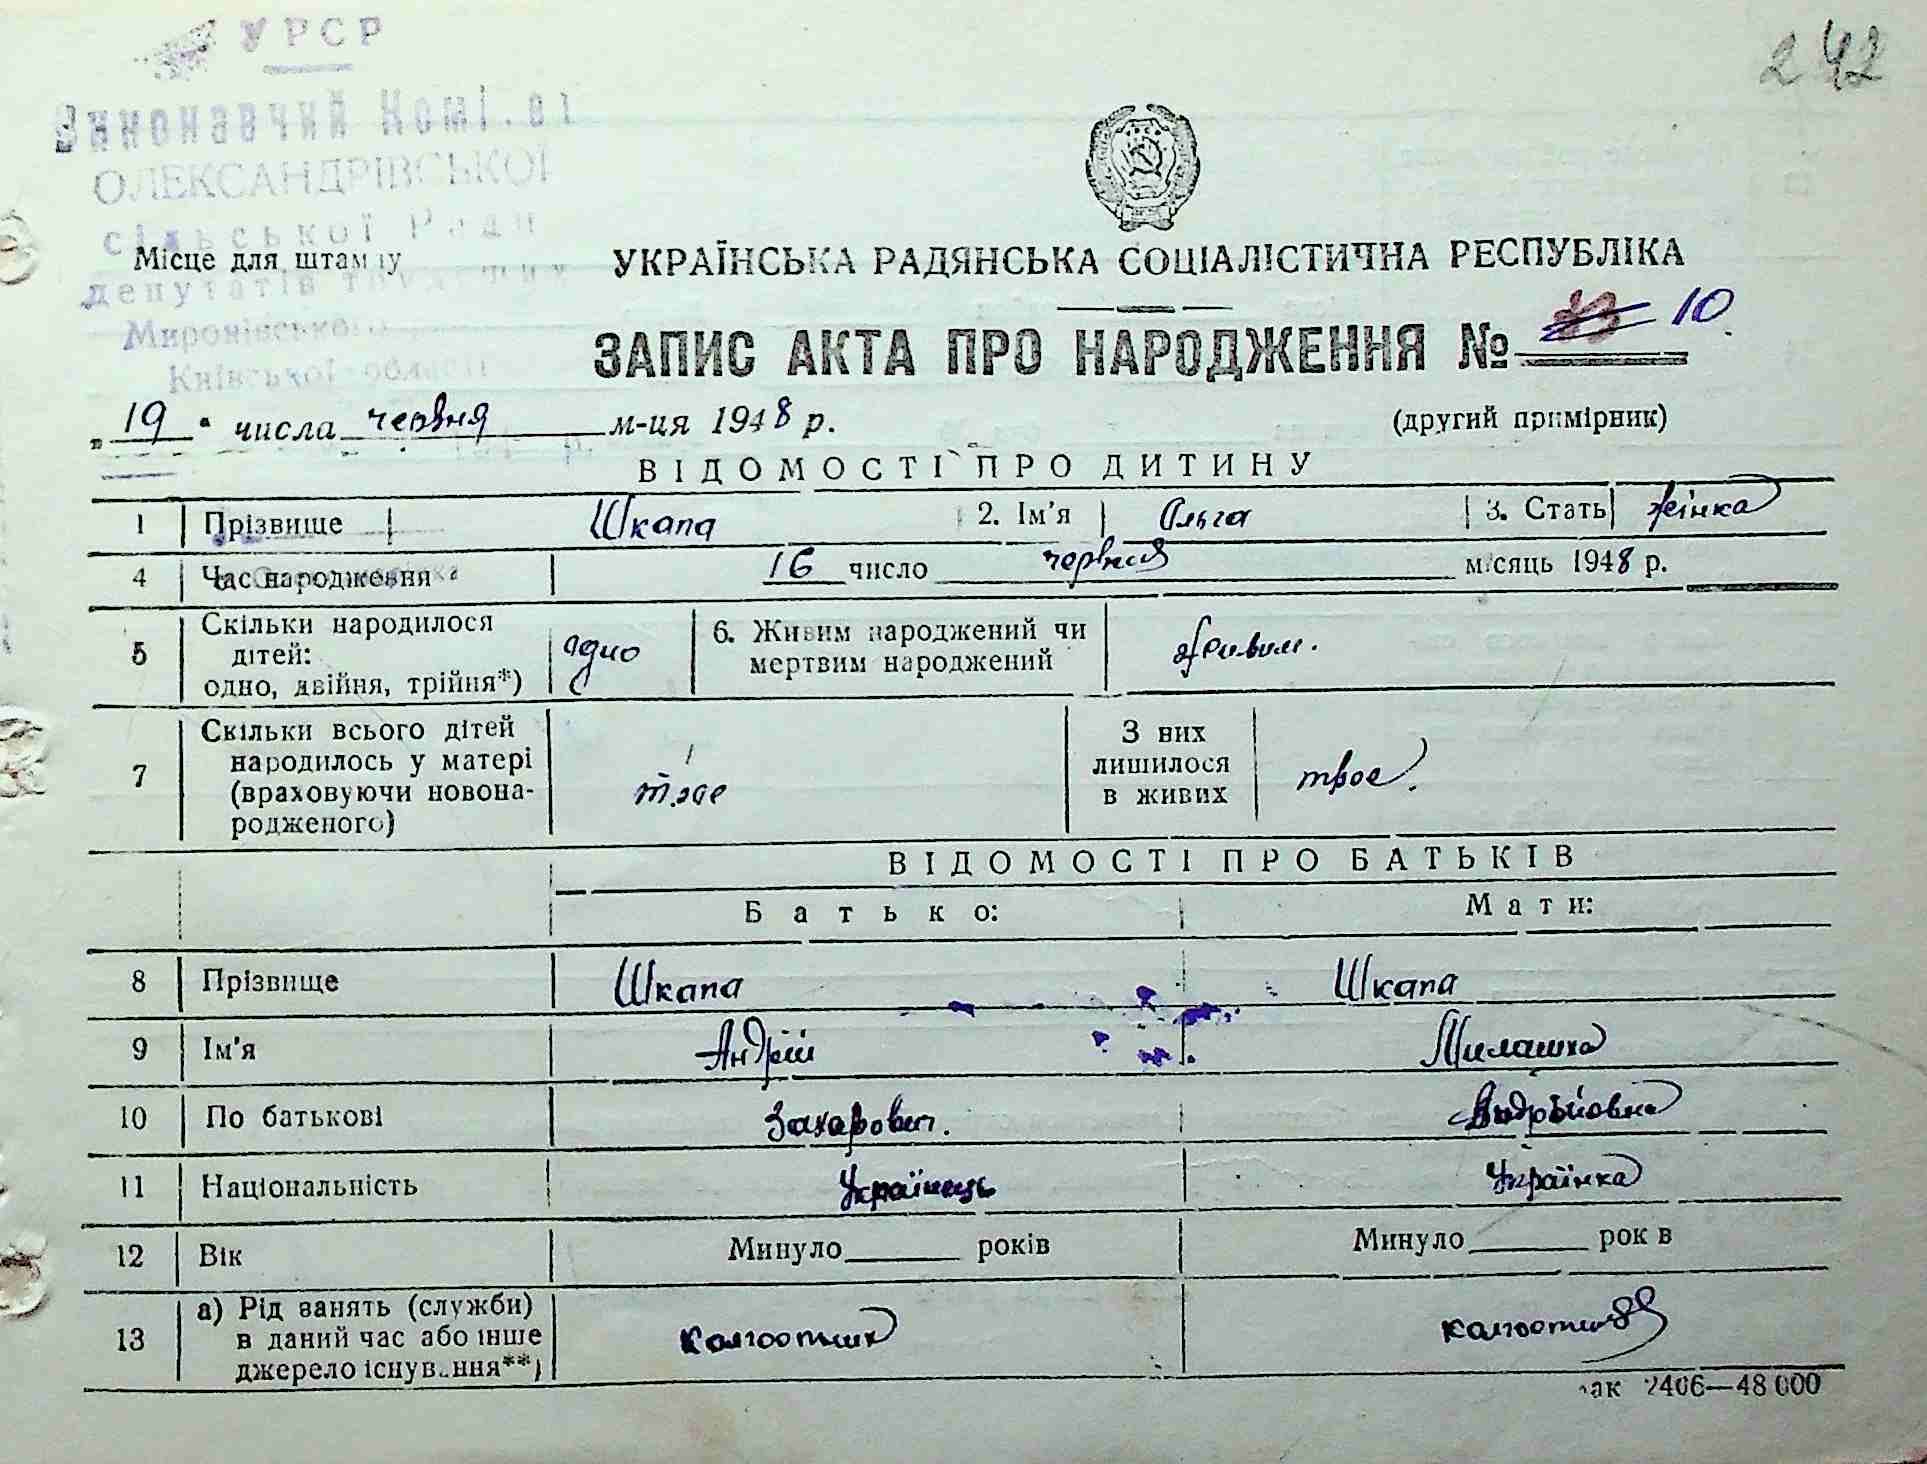 УРСР
242
Виконавчий Комі
ОЛЕКСАНДРІВСЬКОЇ
сільської Ради
Місце для штампу
депутатів трудящих
Миронівського
Київської області
УКРАЇНСЬКА РАДЯНСЬКА СОЦІАЛІСТИЧНА РЕСПУБЛІКА
ЗАПИС АКТА ПРО НАРОДЖЕННЯ № 10
„19“ числа червня м-ця 1948 р. (другий примірник)
ВІДОМОСТІ ПРО ДИТИНУ
1 Прізвище Шкапа 2. Ім'я Ольга 3. Стать жінка
4 Час народження 16 число червня місяць 1948 р.
5 Скільки народилося дітей: одно, двійня, трійня*) одно 6. Живим народжений чи мертвим народжений живим.
7 Скільки всього дітей народилось у матері (враховуючи новонародженого) троє З них лишилося в живих троє.
ВІДОМОСТІ ПРО БАТЬКІВ
Батько: Мати:
8 Прізвище Шкапа Шкапа
9 Ім'я Андрій Милашка
10 По батькові Захарович. Андрійовна
11 Національність Українець Українка
12 Вік Минуло ______ років Минуло ______ рок в
13 а) Рід занять (служби) в даний час або інше джерело існування**) колгоспник
2406—48 000